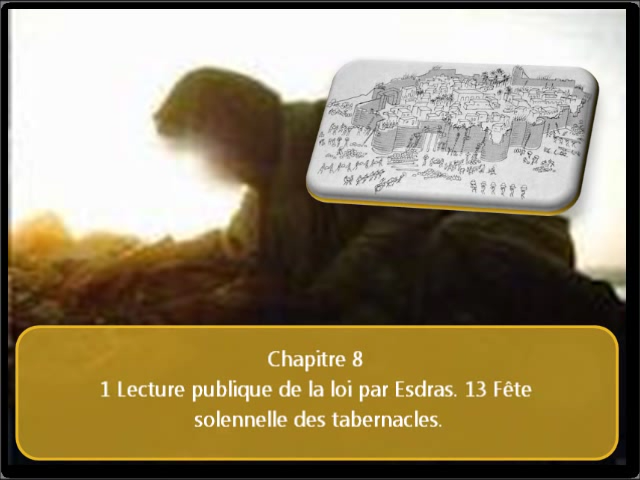 Chapitre 8
1 Lecture publique de la loi par Esdras. 13 Fête
solennelle des tabernacles.